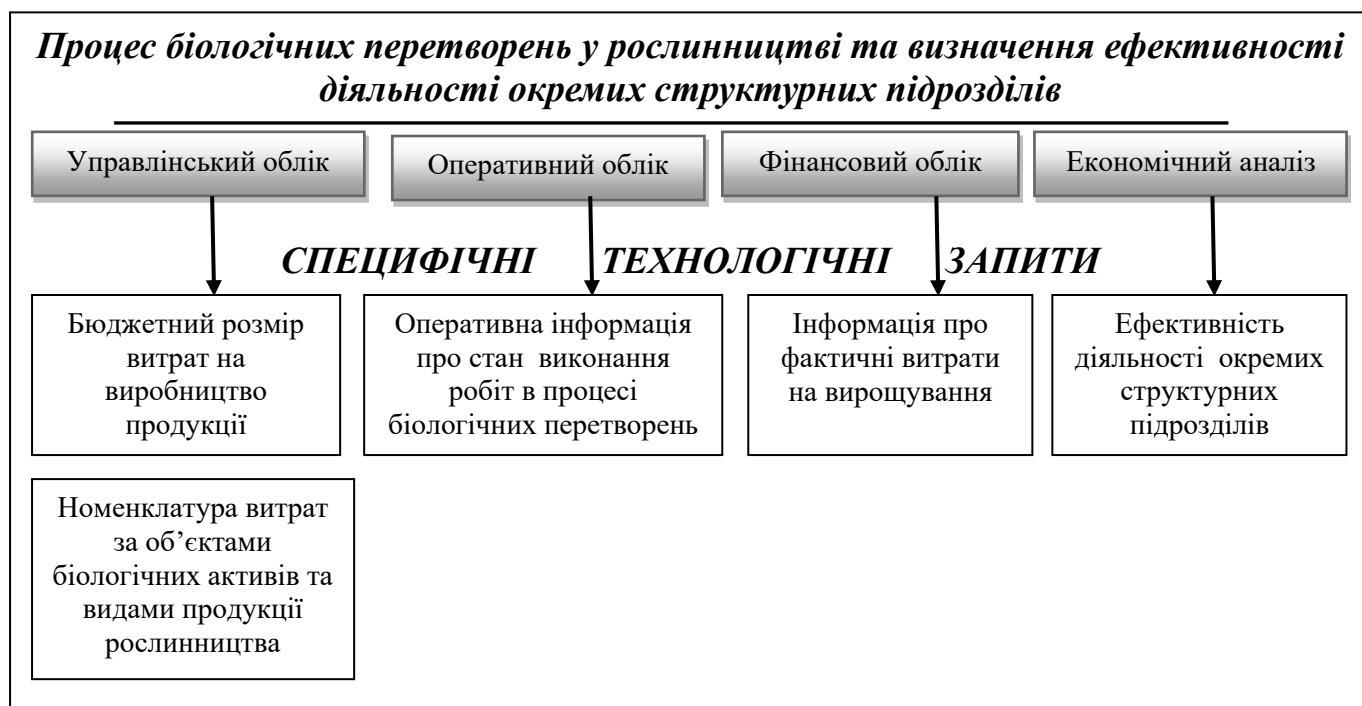 Процес біологічних перетворень у рослинництві та визначення ефективності
діяльності окремих структурних підрозділів
Управлінський облік
Оперативний облік
Фінансовий облік
Економічний аналіз
СПЕЦИФІЧНІ ТЕХНОЛОГІЧНІ ЗАПИТИ
Бюджетний розмір
витрат на
виробництво
продукції
Оперативна інформація
про стан виконання
робіт в процесі
біологічних перетворень
Інформація про
фактичні витрати
на вирощування
Ефективність
діяльності окремих
структурних
підрозділів
Номенклатура витрат
за об’єктами
біологічних активів та
видами продукції
рослинництва